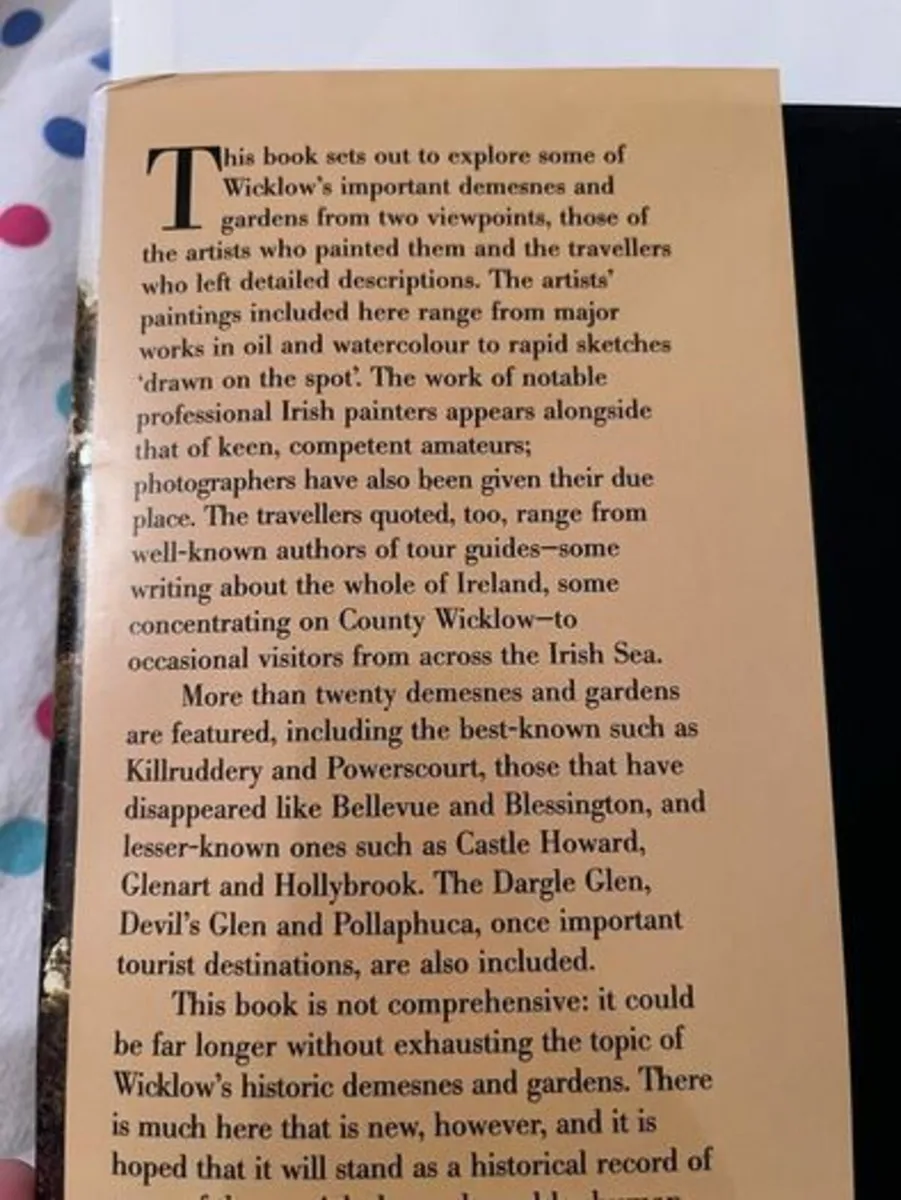 This book sets out to explore some of
Wicklow's important demesnes and
gardens from two viewpoints, those of
the artists who painted them and the travellers
who left detailed descriptions. The artists'
paintings included here range from major
works in oil and watercolour to rapid sketches
'drawn on the spot'. The work of notable
professional Irish painters appears alongside
that of keen, competent amateurs;
photographers have also been given their due
place. The travellers quoted, too, range from
well-known authors of tour guides—some
writing about the whole of Ireland, some
concentrating on County Wicklow—to
occasional visitors from across the Irish Sea.
More than twenty demesnes and gardens
are featured, including the best-known such as
Killruddery and Powerscourt, those that have
disappeared like Bellevue and Blessington, and
lesser-known ones such as Castle Howard,
Glenart and Hollybrook. The Dargle Glen,
Devil's Glen and Pollaphuca, once important
tourist destinations, are also included.
This book is not comprehensive: it could
be far longer without exhausting the topic of
Wicklow's historic demesnes and gardens. There
is much here that is new, however, and it is
hoped that it will stand as a historical record of